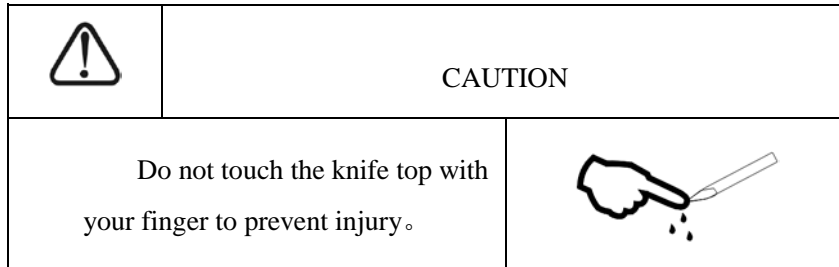 CAUTION
Do not touch the knife top with
your finger to prevent injury。